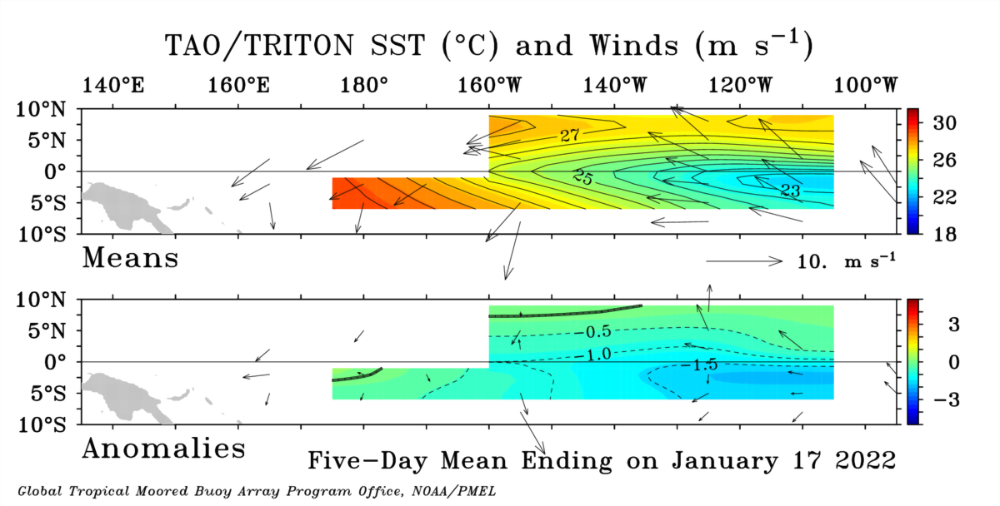 TAO/TRITON SST (°C) and Winds (m s⁻¹)
140°E 160°E 180° 160°W 140°W 120°W 100°W
10°N
5°N
0°
5°S
10°S
27
25
23
30
26
22
18
Means
10. m s⁻¹
10°N
5°N
0°
5°S
10°S
−0.5
−1.0
−1.5
3
0
−3
Anomalies
Five−Day Mean Ending on January 17 2022
Global Tropical Moored Buoy Array Program Office, NOAA/PMEL